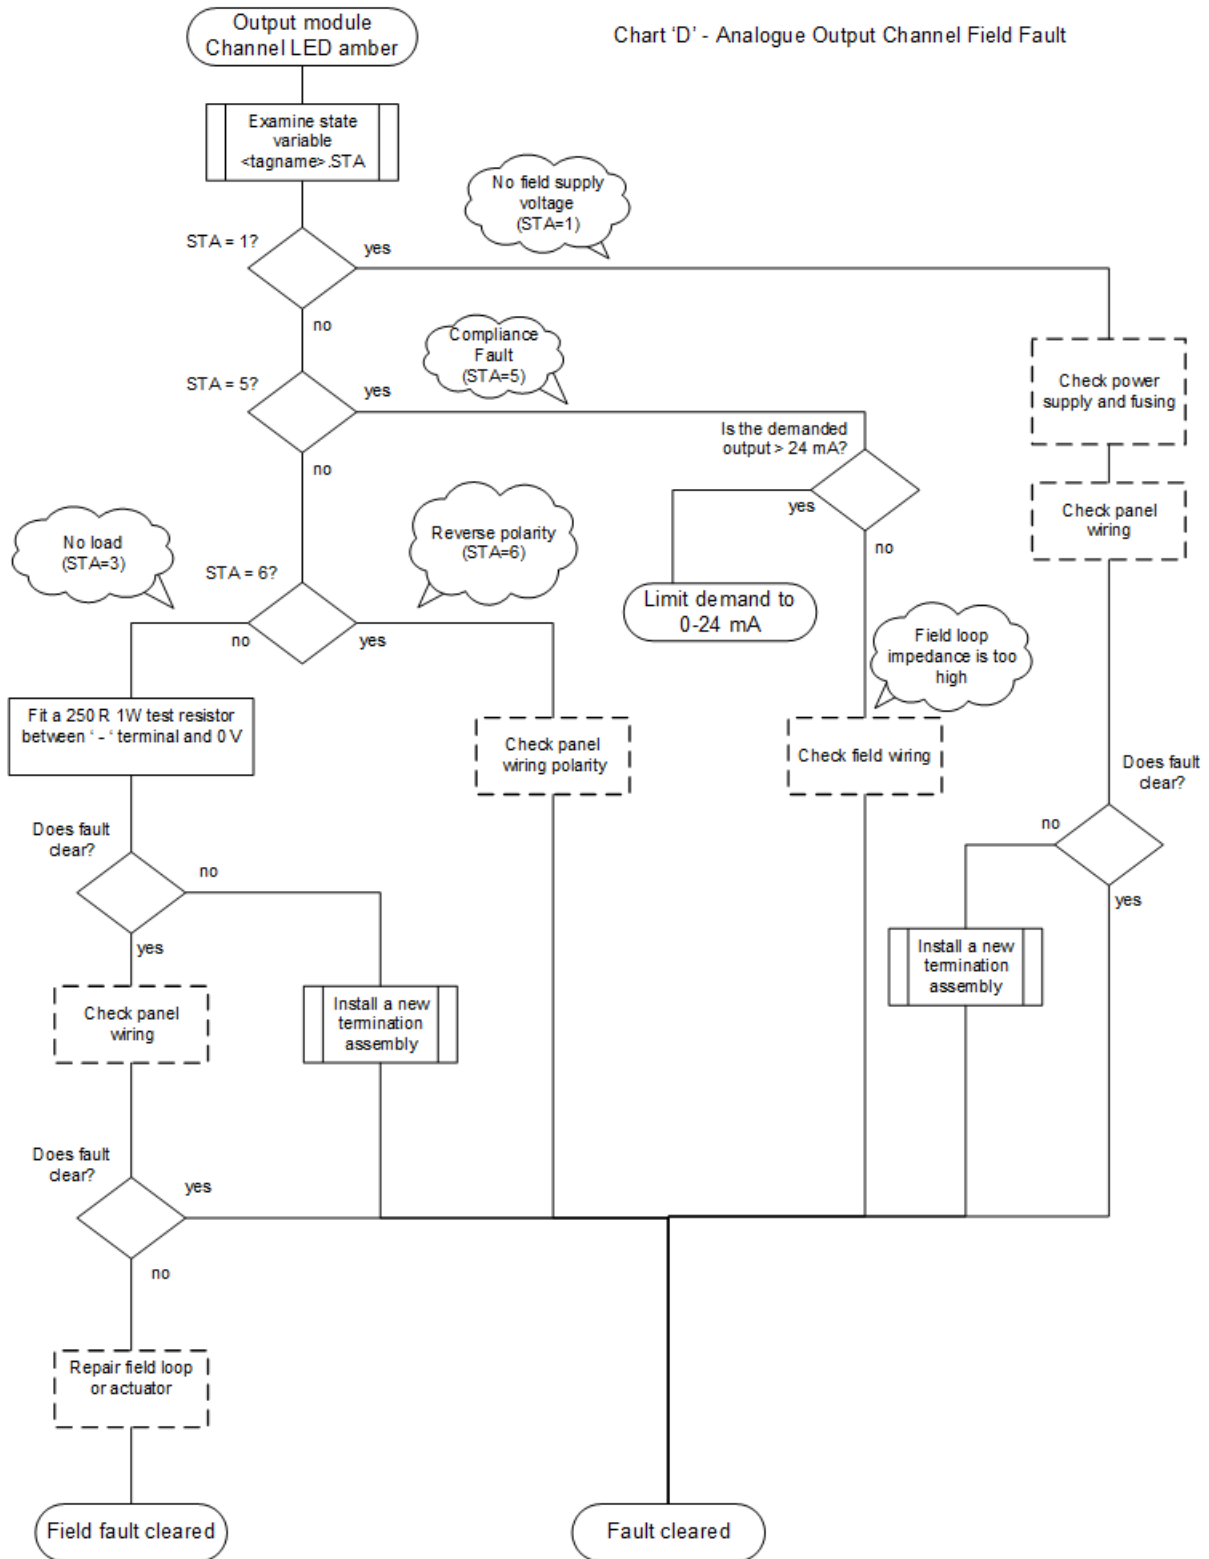 Output module
Channel LED amber
Chart ‘D’ - Analogue Output Channel Field Fault
Examine state
variable
<tagname>.STA
No field supply
voltage
(STA=1)
STA = 1?
yes
no
Compliance
Fault
(STA=5)
STA = 5?
yes
no
Check power
supply and fusing
Is the demanded
output > 24 mA?
yes
no
Check panel
wiring
Reverse polarity
(STA=6)
No load
(STA=3)
STA = 6?
no
yes
Limit demand to
0-24 mA
Field loop
impedance is too
high
Fit a 250 R 1W test resistor
between ‘ - ‘ terminal and 0 V
Check panel
wiring polarity
Check field wiring
Does fault
clear?
no
yes
Does fault
clear?
no
yes
Install a new
termination
assembly
Check panel
wiring
Install a new
termination
assembly
Does fault
clear?
yes
no
Repair field loop
or actuator
Field fault cleared
Fault cleared